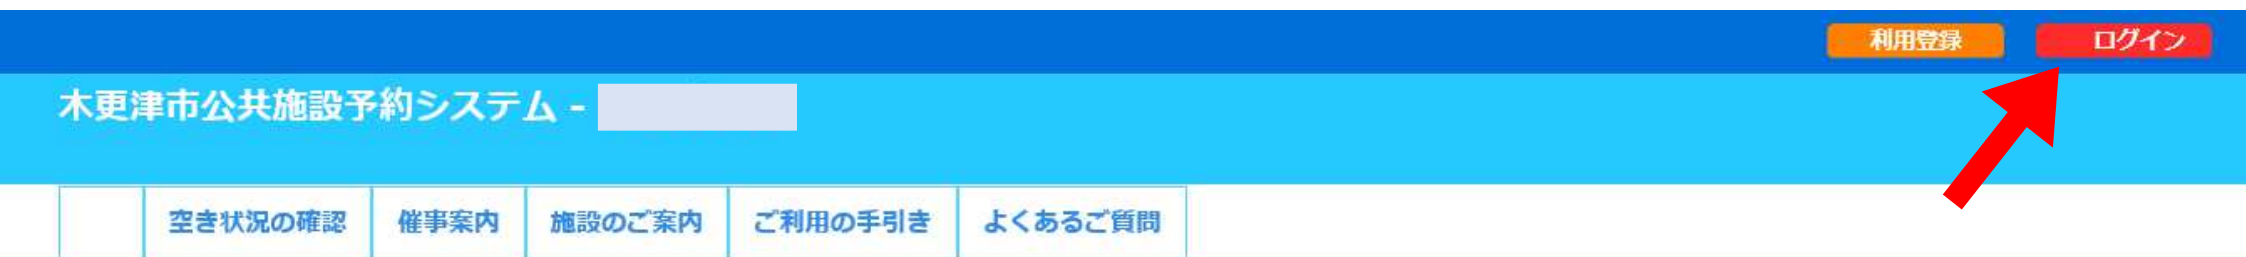 利用登録 ログイン
木更津市公共施設予約システム -
空き状況の確認 催事案内 施設のご案内 ご利用の手引き よくあるご質問